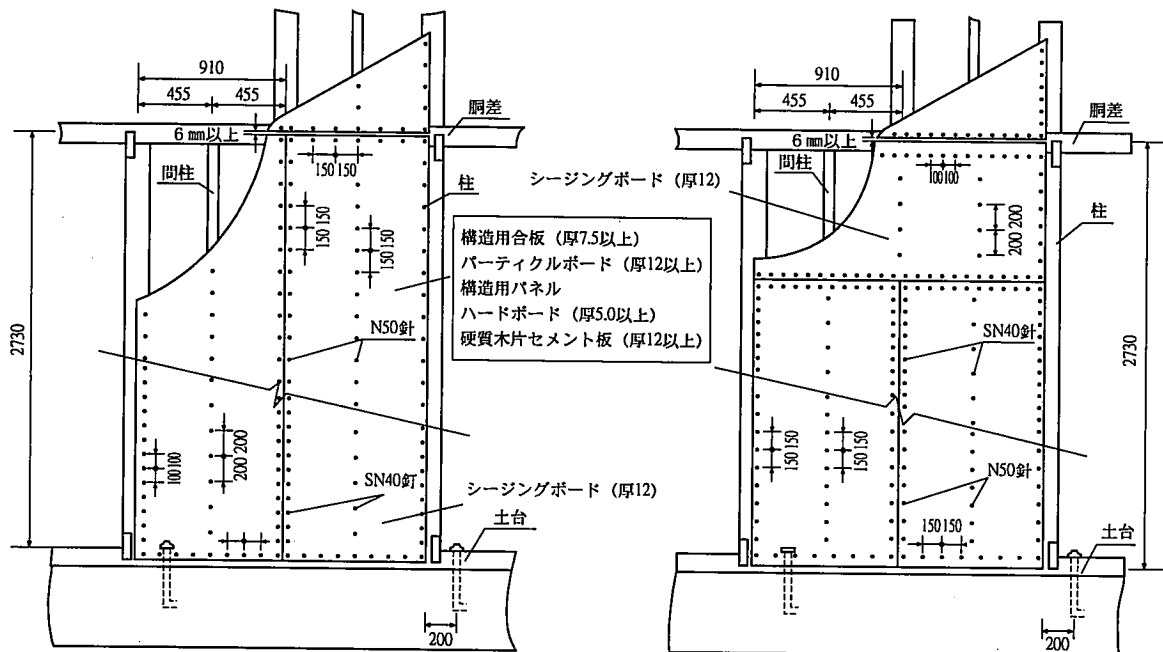 910
455
455
6㎜以上
胴差
間柱
150 150
150 150
150 150
柱
N50針
2730
100100
200 200
SN40釘
シージングボード（厚12）
土台
200
構造用合板（厚7.5以上）
パーティクルボード（厚12以上）
構造用パネル
ハードボード（厚5.0以上）
硬質木片セメント板（厚12以上）
910
455
455
6㎜以上
胴差
間柱
シージングボード（厚12）
100100
200 200
柱
SN40針
2730
150 150
150 150
N50針
150 150
土台
200